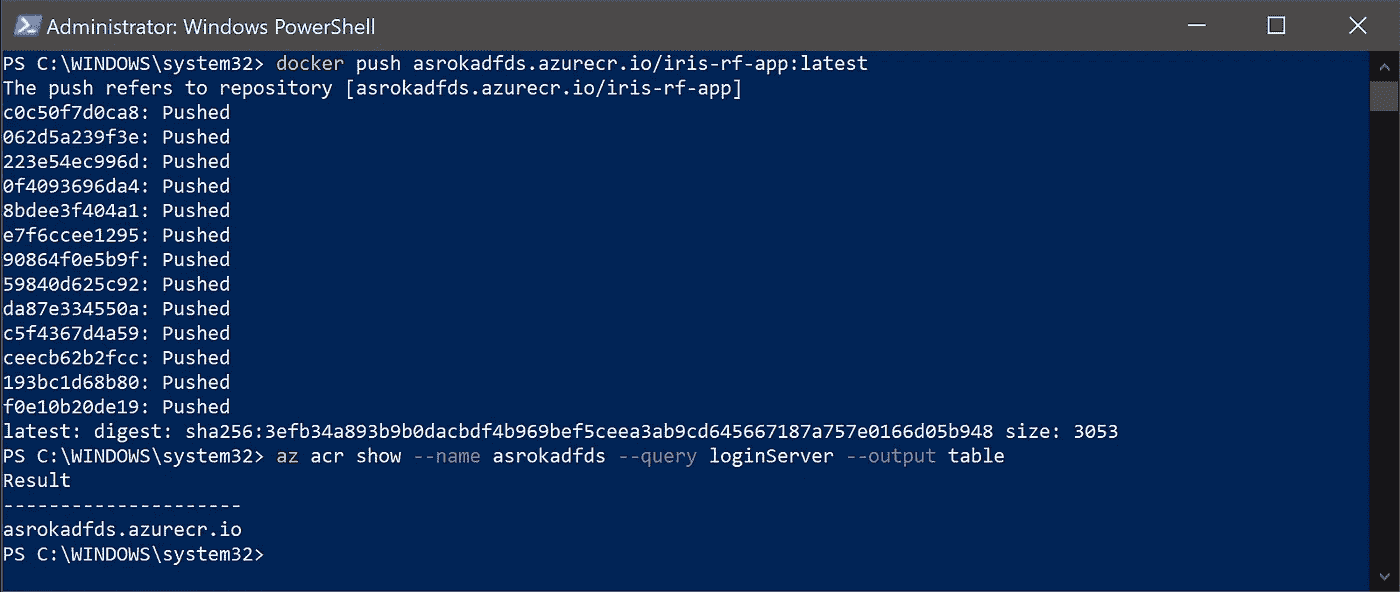 Administrator: Windows PowerShell
PS C:\WINDOWS\system32> docker push asrokadfds.azurecr.io/iris-rf-app:latest
The push refers to repository [asrokadfds.azurecr.io/iris-rf-app]
c0c50f7d0ca8: Pushed
062d5a239f3e: Pushed
223e54ec996d: Pushed
0f4093696da4: Pushed
8bdee3f404a1: Pushed
e7f6ccee1295: Pushed
90864f0e5b9f: Pushed
59840d625c92: Pushed
da87e334550a: Pushed
c5f4367d4a59: Pushed
ceecb62b2fcc: Pushed
193bc1d68b80: Pushed
f0e10b20de19: Pushed
latest: digest: sha256:3efb34a893b9b0dacbdf4b969bef5ceea3ab9cd645667187a757e0166d05b948 size: 3053
PS C:\WINDOWS\system32> az acr show --name asrokadfds --query loginServer --output table
Result
---------------------
asrokadfds.azurecr.io
PS C:\WINDOWS\system32>